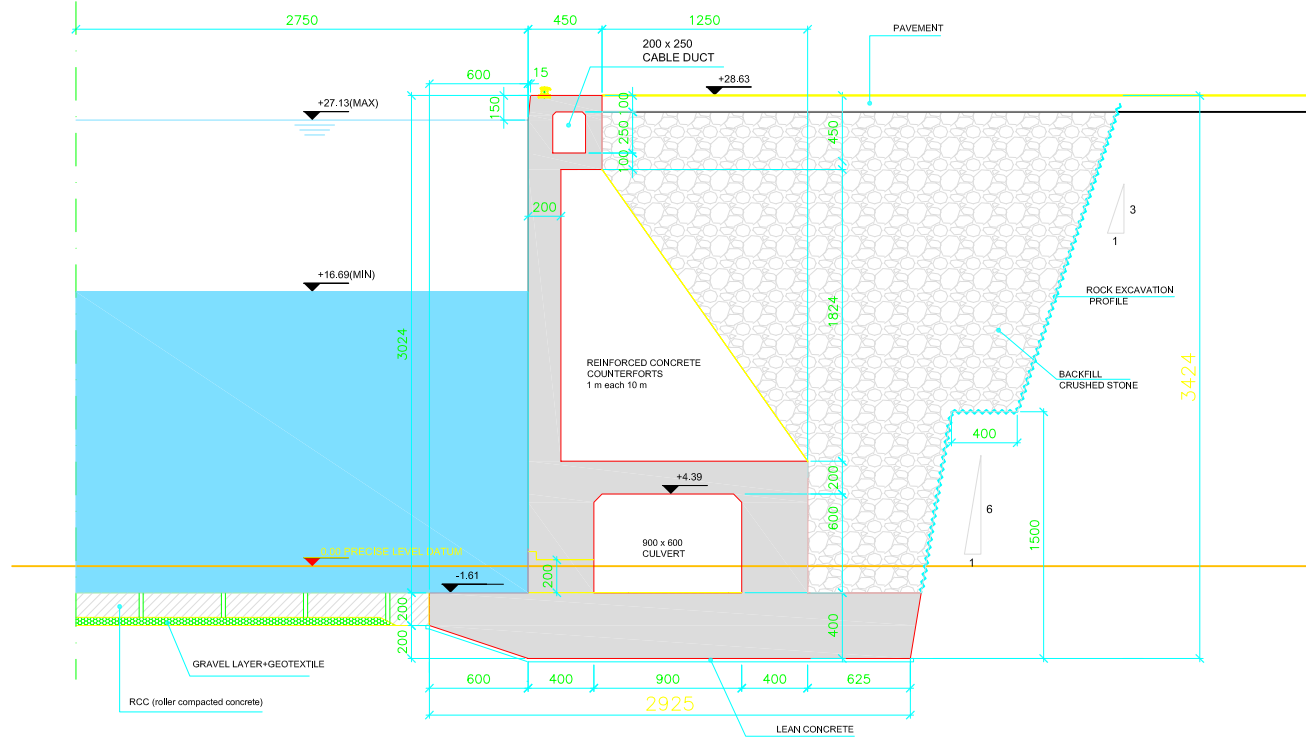 2750
450
1250
PAVEMENT
200 x 250
CABLE DUCT
600
15
+28.63
+27.13(MAX)
150
100
250
100
450
200
3
1
+16.69(MIN)
ROCK EXCAVATION
PROFILE
3024
1824
REINFORCED CONCRETE
COUNTERFORTS
1 m each 10 m
BACKFILL
CRUSHED STONE
3424
400
+4.39
200
600
6
1
1500
900 x 600
CULVERT
0.00 PRECISE LEVEL DATUM
1
-1.61
200
200
200
400
GRAVEL LAYER+GEOTEXTILE
600
400
900
400
625
RCC (roller compacted concrete)
2925
LEAN CONCRETE